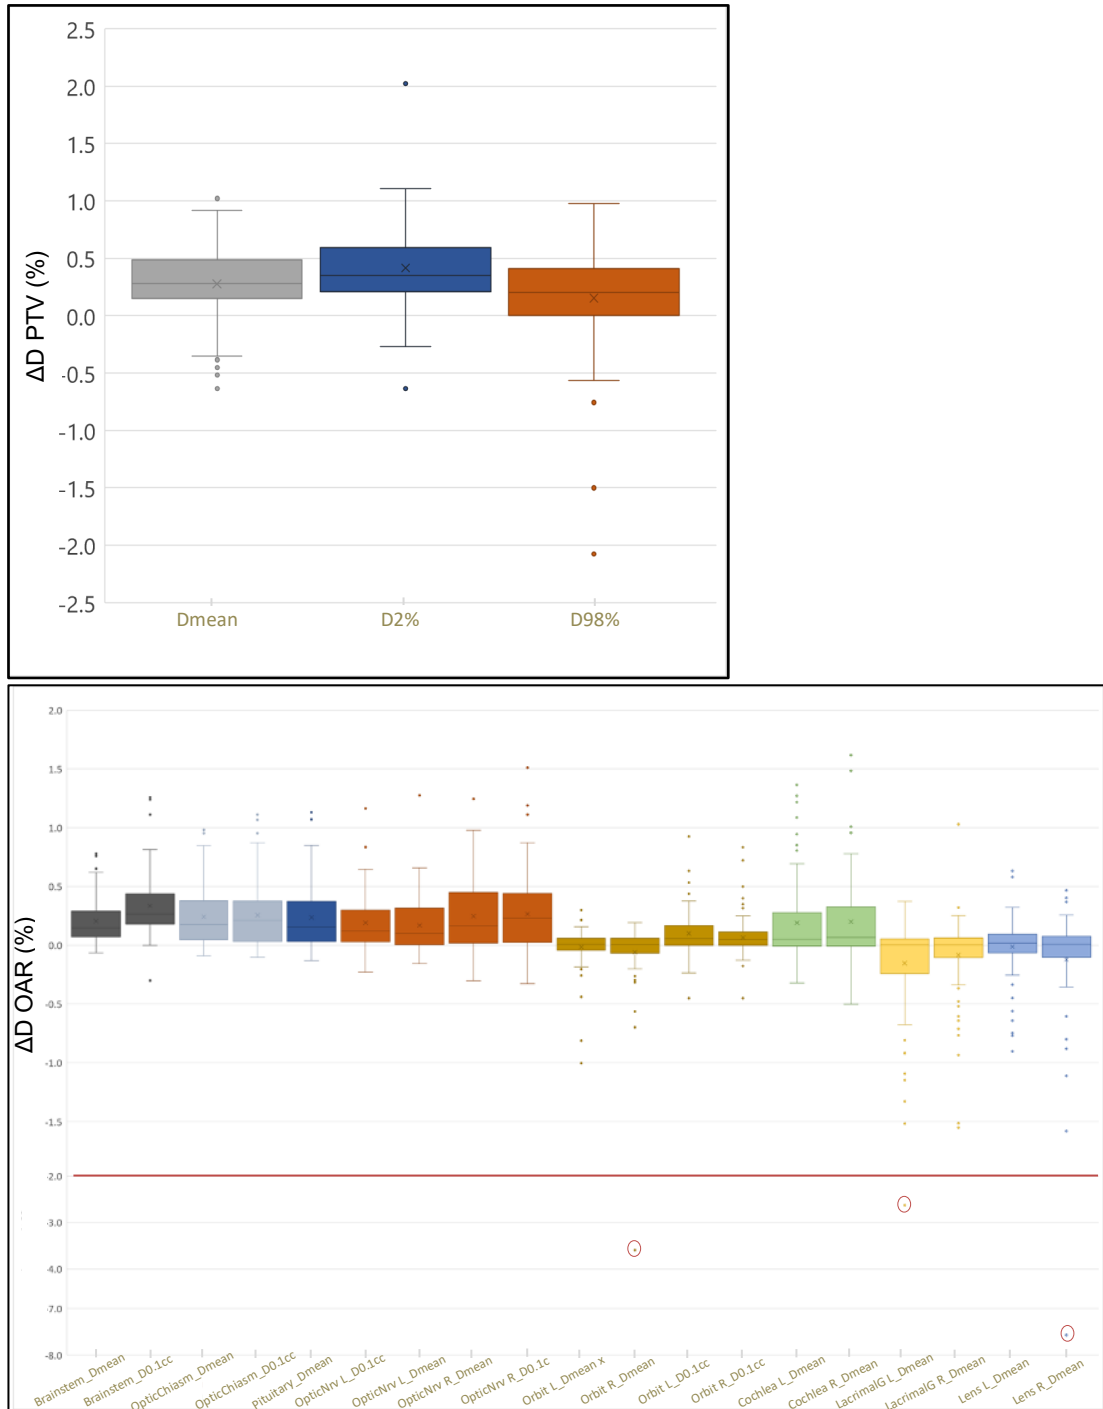 2.5
2.0
1.5
1.0
0.5
0.0
-0.5
-1.0
-1.5
-2.0
-2.5
ΔD PTV (%)
Dmean D2% D98%
2.0
1.5
1.0
0.5
0.0
-0.5
-1.0
-1.5
-2.0
-3.0
-4.0
-7.0
-8.0
ΔD OAR (%)
Brainstem_Dmean
Brainstem_D0.1cc
OpticChiasm_Dmean
OpticChiasm_D0.1cc
Pituitary_Dmean
OpticNrv L_D0.1cc
OpticNrv L_Dmean
OpticNrv R_Dmean
OpticNrv R_D0.1c
Orbit L_Dmean x
Orbit R_Dmean
Orbit L_D0.1cc
Orbit R_D0.1cc
Cochlea L_Dmean
Cochlea R_Dmean
LacrimalG L_Dmean
LacrimalG R_Dmean
Lens L_Dmean
Lens R_Dmean